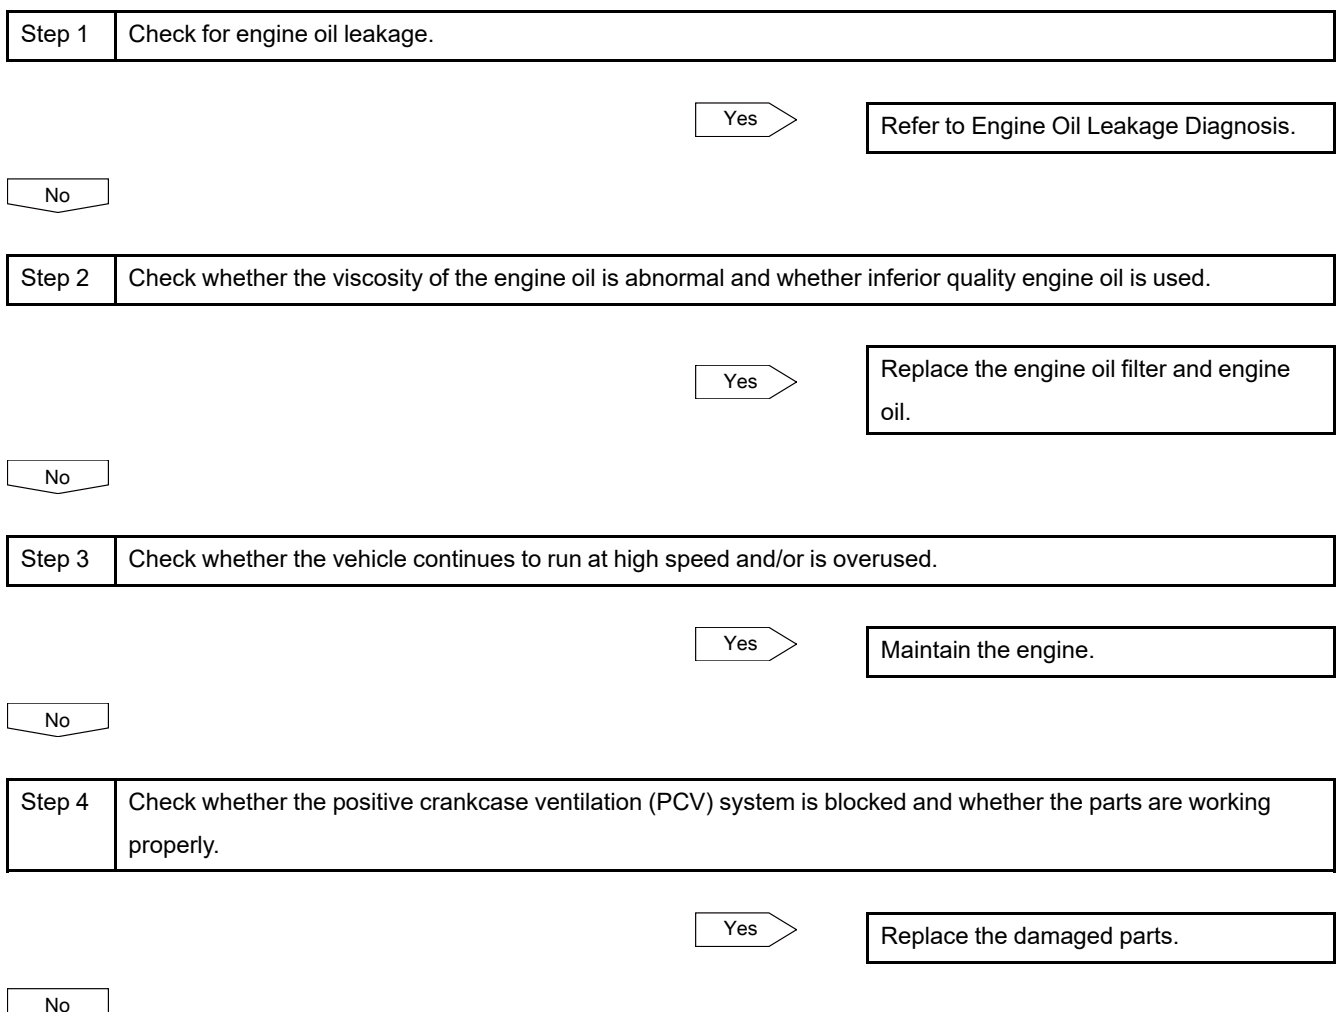 Step 1 Check for engine oil leakage.
Yes
Refer to Engine Oil Leakage Diagnosis.
No
Step 2 Check whether the viscosity of the engine oil is abnormal and whether inferior quality engine oil is used.
Yes
Replace the engine oil filter and engine
oil.
No
Step 3 Check whether the vehicle continues to run at high speed and/or is overused.
Yes
Maintain the engine.
No
Step 4 Check whether the positive crankcase ventilation (PCV) system is blocked and whether the parts are working
properly.
Yes
Replace the damaged parts.
No